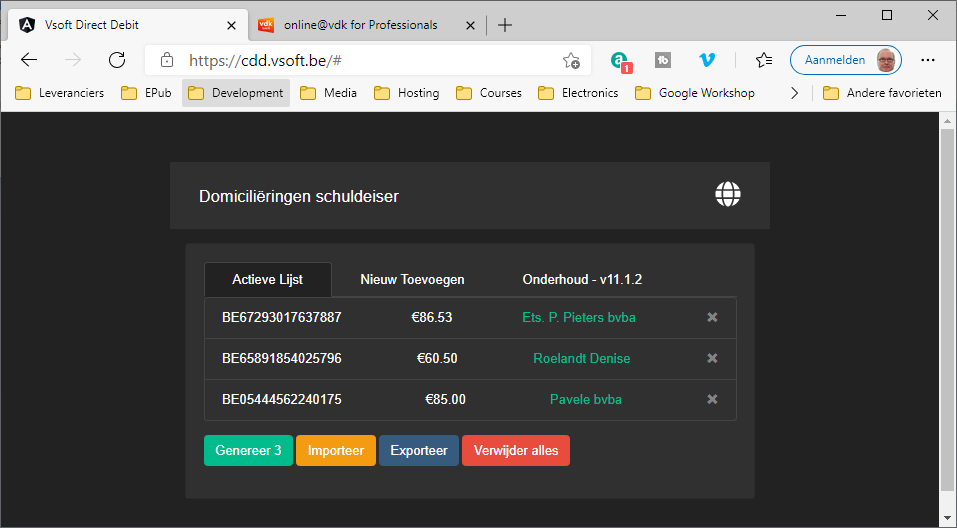 Vsoft Direct Debit
vdk online@vdk for Professionals
https://cdd.vsoft.be/#
1
fb
Aanmelden
Leveranciers EPub Development Media Hosting Courses Electronics Google Workshop Andere favorieten
Domiciliëringen schuldeiser
Actieve Lijst Nieuw Toevoegen Onderhoud - v11.1.2
BE67293017637887 €86.53 Ets. P. Pieters bvba
BE65891854025796 €60.50 Roelandt Denise
BE05444562240175 €85.00 Pavele bvba
Genereer 3 Importeer Exporteer Verwijder alles